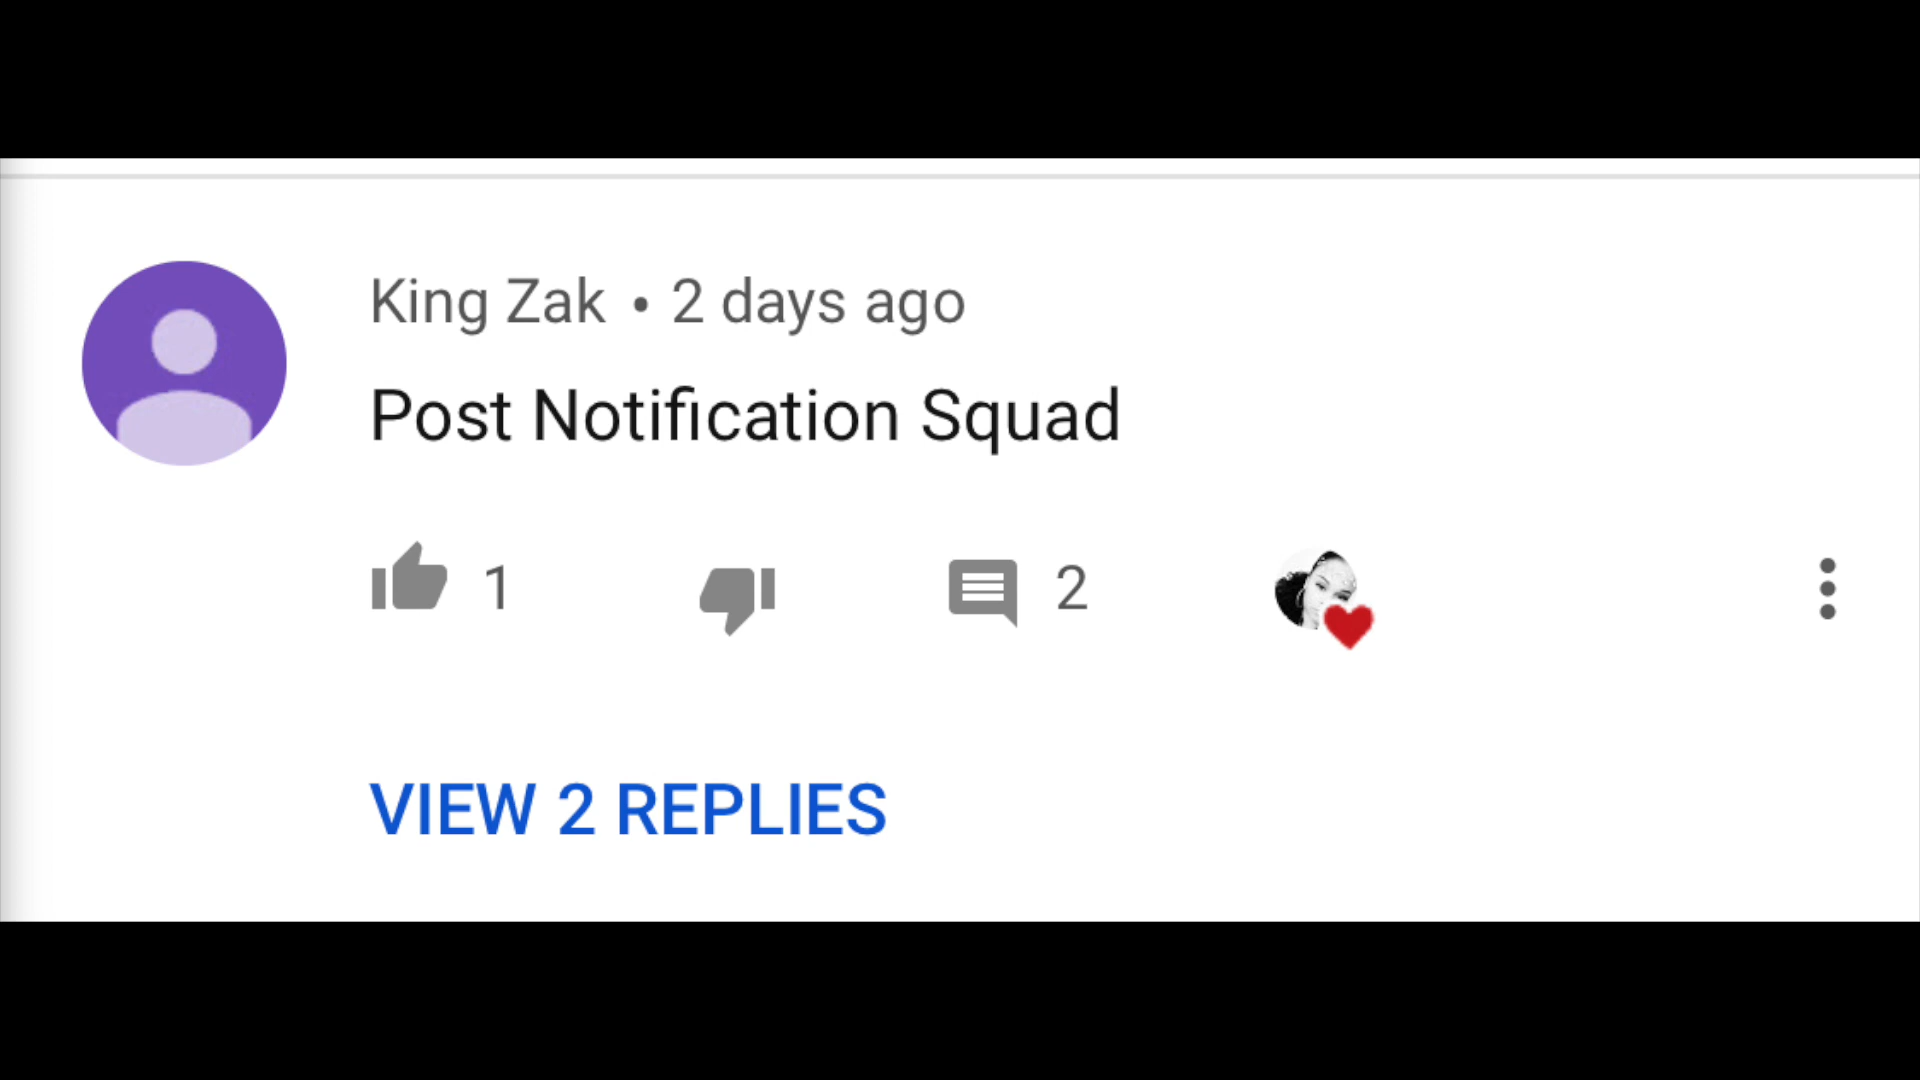 King Zak • 2 days ago
Post Notification Squad
1
2
VIEW 2 REPLIES